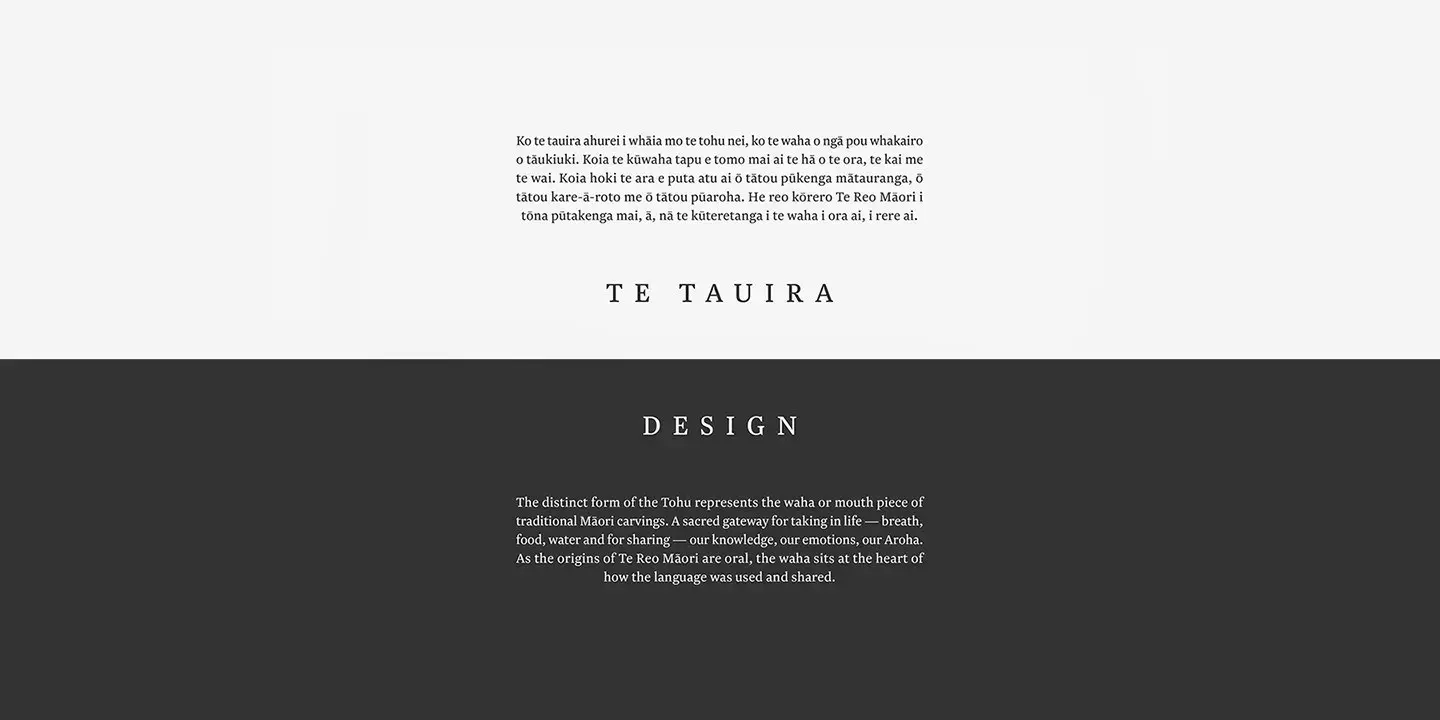 Ko te tauira ahurei i whāia mo te tohu nei, ko te waha o ngā pou whakairo
o tāukiuki. Koia te kūwaha tapu e tomo mai ai te hā o te ora, te kai me
te wai. Koia hoki te ara e puta atu ai ō tātou pūkenga mātauranga, ō
tātou kare-ā-roto me ō tātou pūaroha. He reo kōrero Te Reo Māori i
tōna pūtakenga mai, ā, nā te kūteretanga i te waha i ora ai, i rere ai.
TE TAUIRA
DESIGN
The distinct form of the Tohu represents the waha or mouth piece of
traditional Māori carvings. A sacred gateway for taking in life — breath,
food, water and for sharing — our knowledge, our emotions, our Aroha.
As the origins of Te Reo Māori are oral, the waha sits at the heart of
how the language was used and shared.